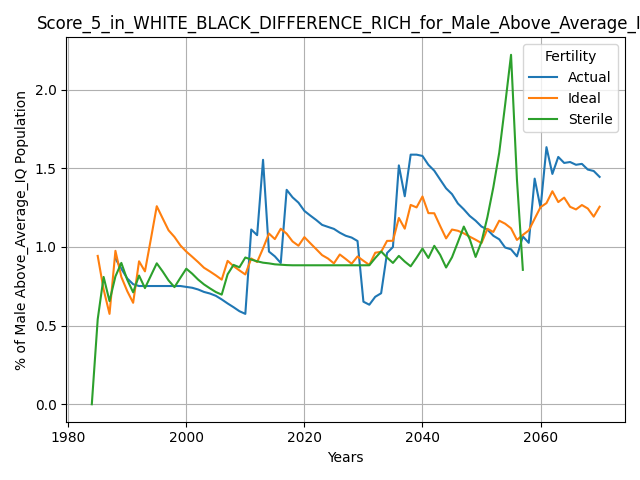 Score_5_in_WHITE_BLACK_DIFFERENCE_RICH_for_Male_Above_Average_I
Fertility
Actual
Ideal
Sterile
% of Male Above_Average_IQ Population
2.0
1.5
1.0
0.5
0.0
1980
2000
2020
2040
2060
Years